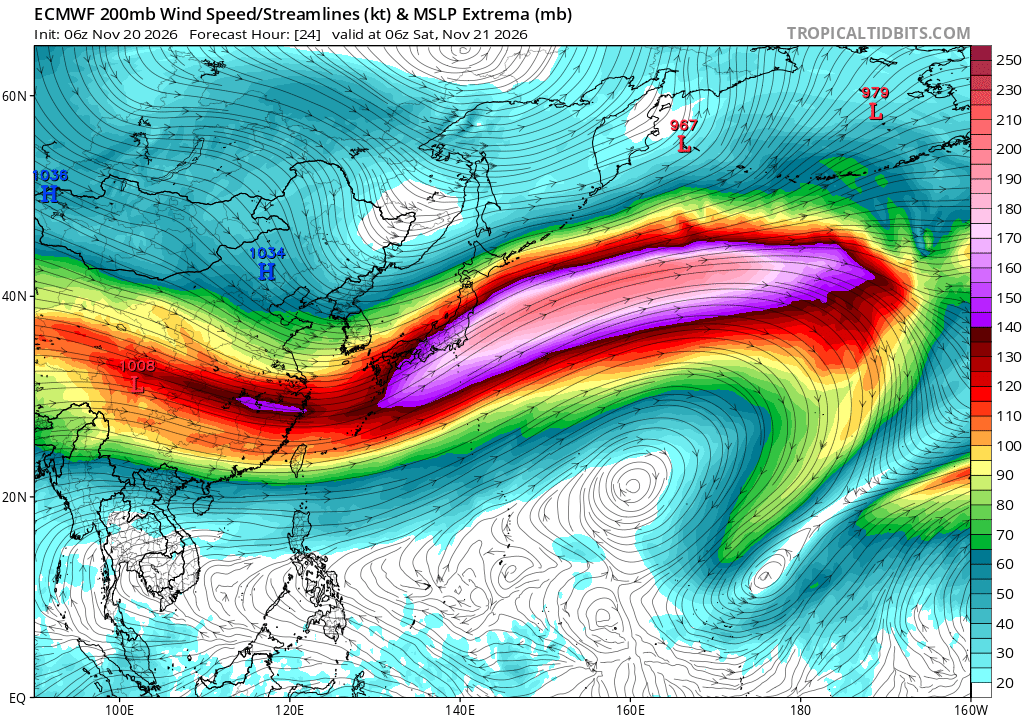 ECMWF 200mb Wind Speed/Streamlines (kt) & MSLP Extrema (mb)
Init: 06z Nov 20 2026 Forecast Hour: [24] valid at 06z Sat, Nov 21 2026
TROPICALTIDBITS.COM
60N
40N
20N
EQ
1036
H
1034
H
1008
L
967
L
979
L
100E
120E
140E
160E
180
160W
250
230
210
200
190
180
170
160
150
140
130
120
110
100
90
80
70
60
50
40
30
20